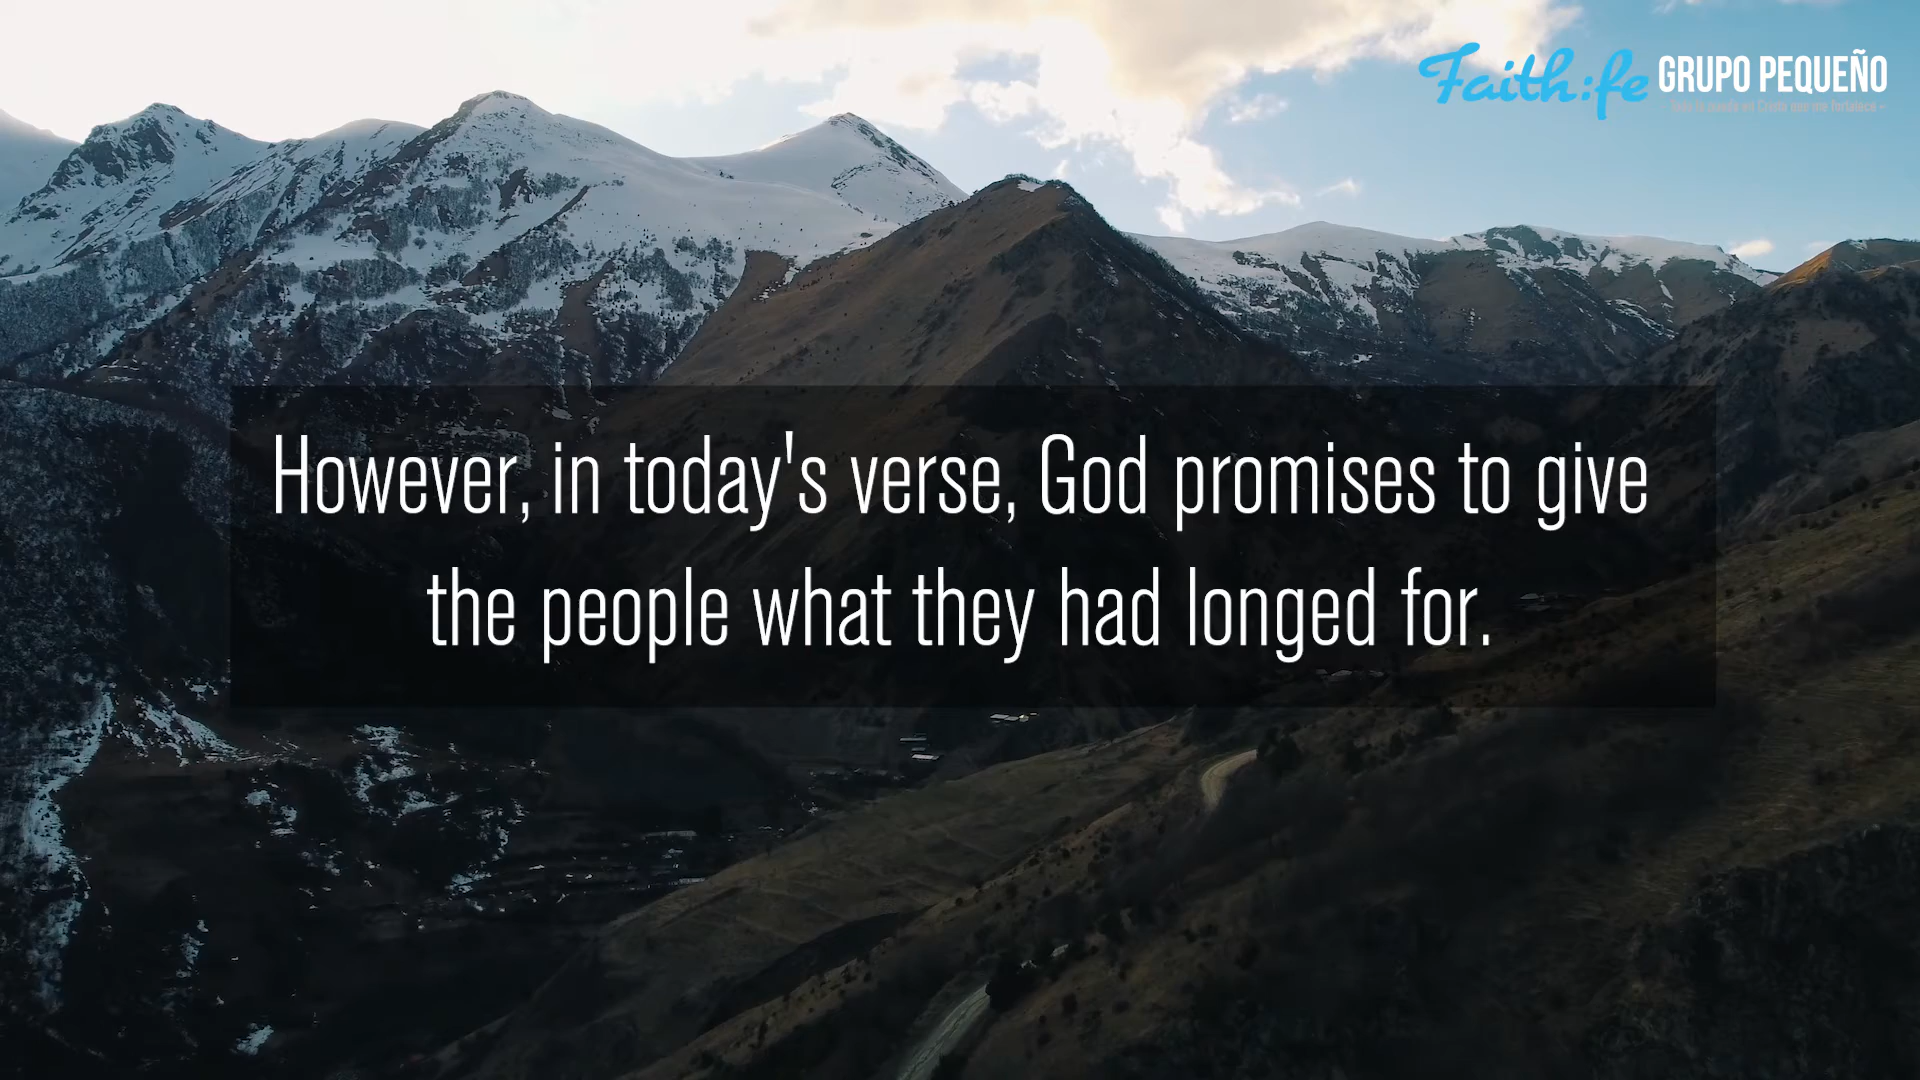 Faith:fe GRUPO PEQUEÑO
However, in today's verse, God promises to give
the people what they had longed for.